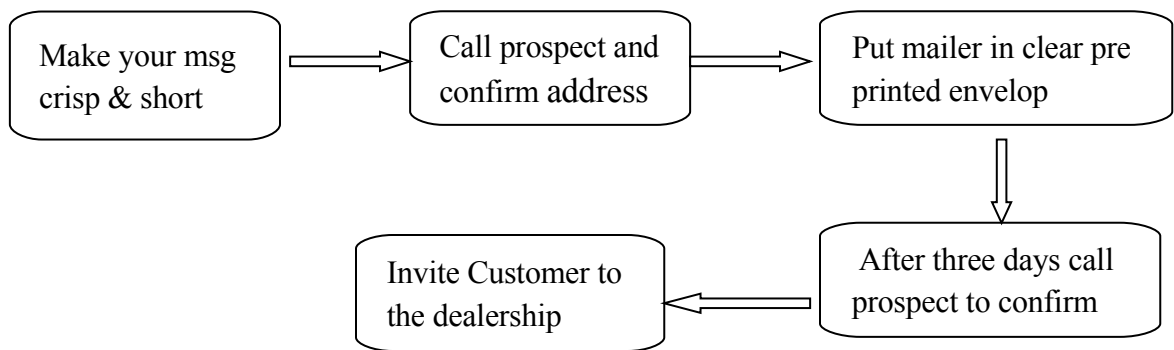 Make your msg
crisp & short
Call prospect and
confirm address
Put mailer in clear pre
printed envelop
After three days call
prospect to confirm
Invite Customer to
the dealership